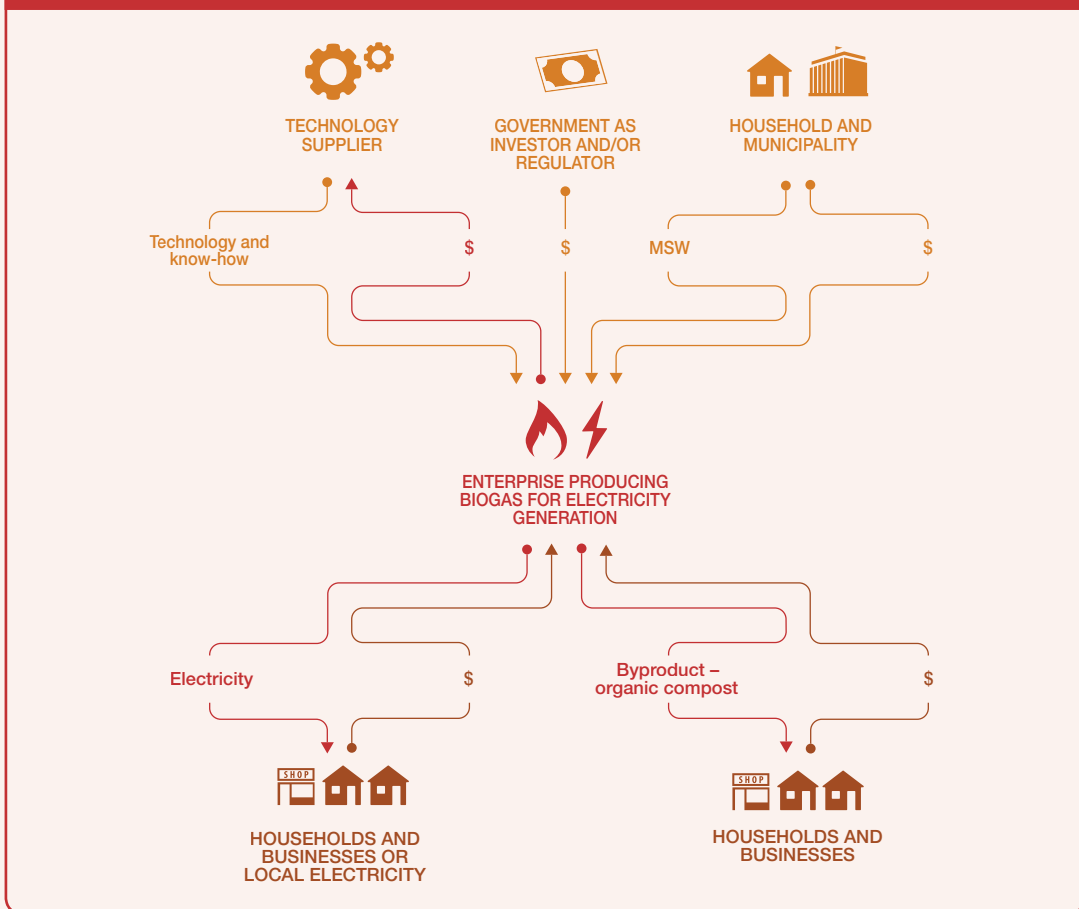 TECHNOLOGY
SUPPLIER
GOVERNMENT AS
INVESTOR AND/OR
REGULATOR
HOUSEHOLD AND
MUNICIPALITY
Technology and
know-how
$
$
MSW
$
ENTERPRISE PRODUCING
BIOGAS FOR ELECTRICITY
GENERATION
Electricity
$
Byproduct –
organic compost
$
SHOP
HOUSEHOLDS AND
BUSINESSES OR
LOCAL ELECTRICITY
SHOP
HOUSEHOLDS AND
BUSINESSES